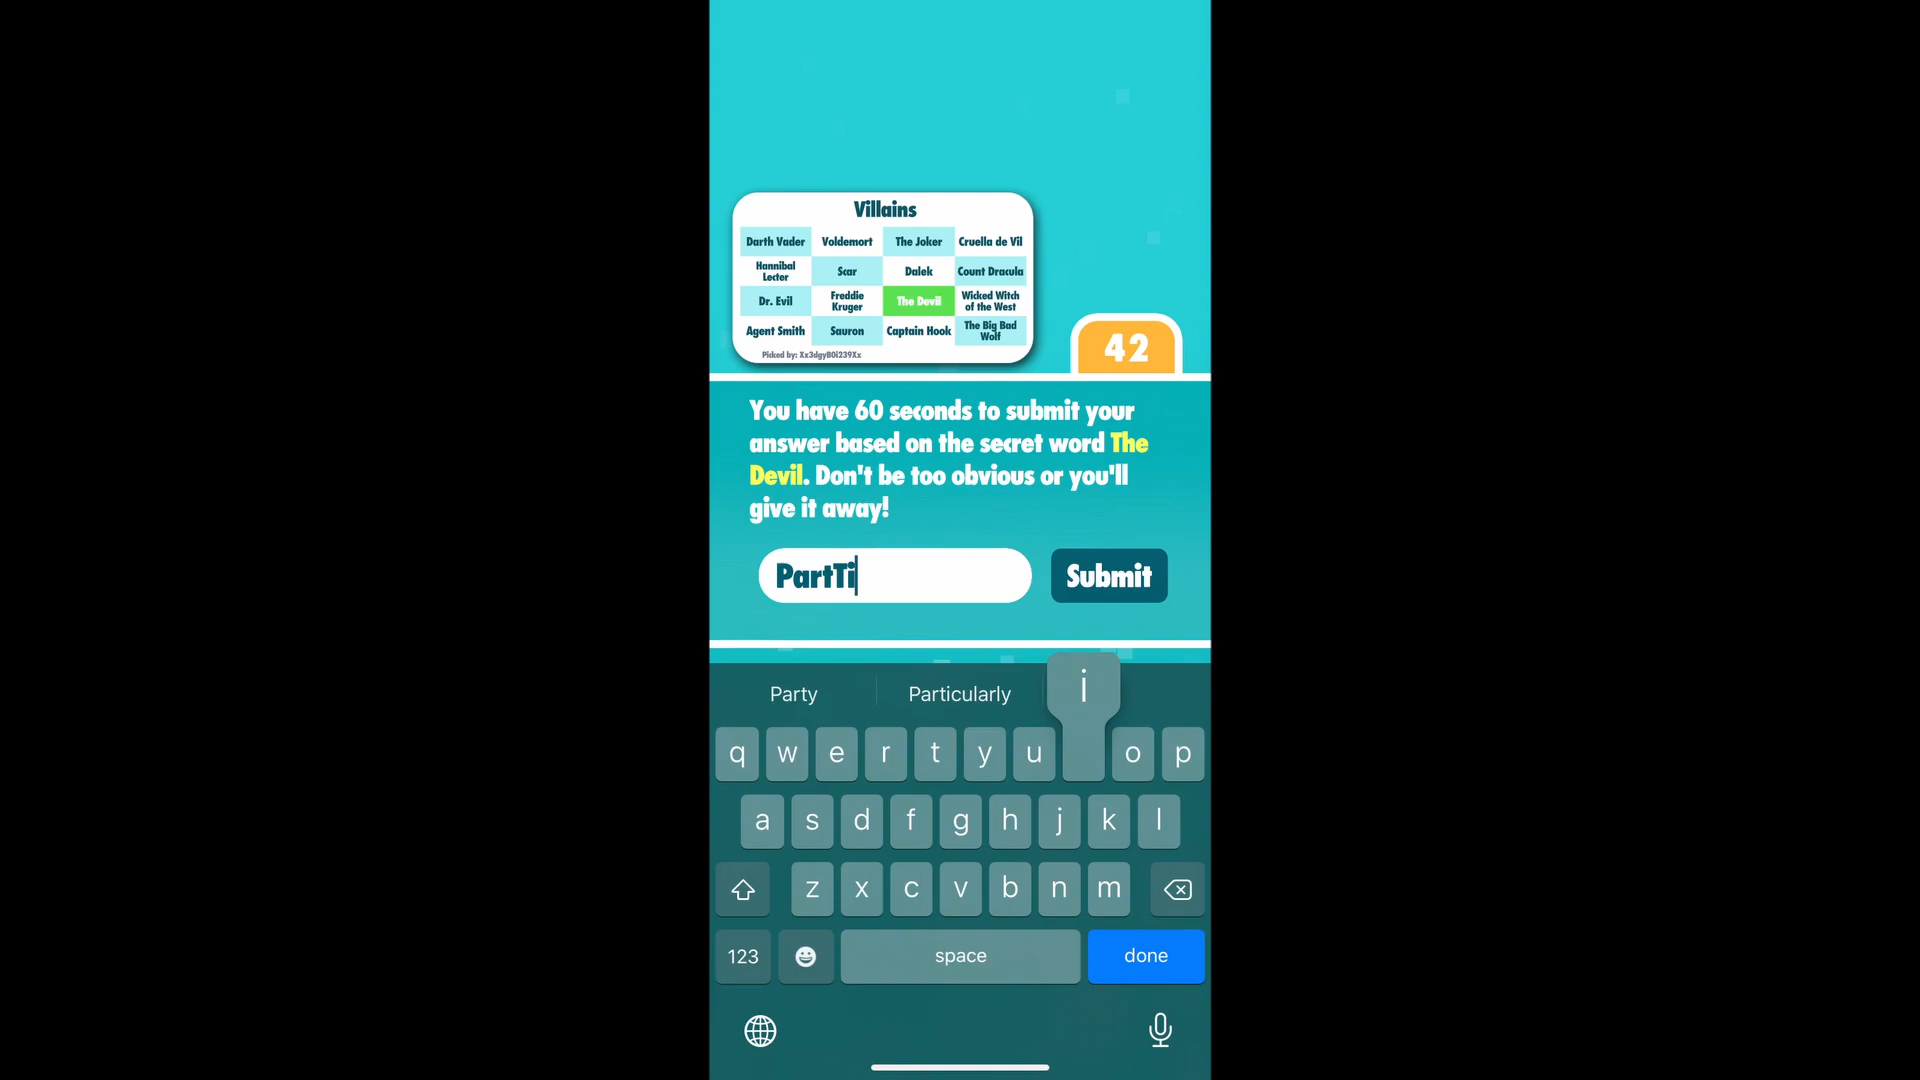 Villains
Darth Vader Voldemort The Joker Cruella de Vil
Hannibal Lecter Scar Dalek Count Dracula
Dr. Evil Freddie Kruger The Devil Wicked Witch of the West
Agent Smith Sauron Captain Hook The Big Bad Wolf
Picked by: Xx3dgyB0i239Xx
42
You have 60 seconds to submit your
answer based on the secret word The
Devil. Don't be too obvious or you'll
give it away!
PartTi Submit
Party Particularly i
q w e r t y u o p
a s d f g h j k l
z x c v b n m
123 space done